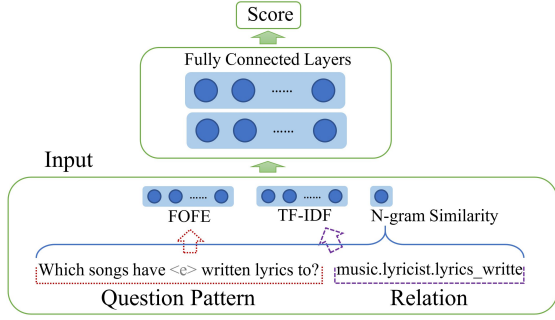 Score
Fully Connected Layers
......
......
Input
......
......
FOFE
TF-IDF
N-gram Similarity
Which songs have <e> written lyrics to?
music.lyricist.lyrics_writte
Question Pattern
Relation